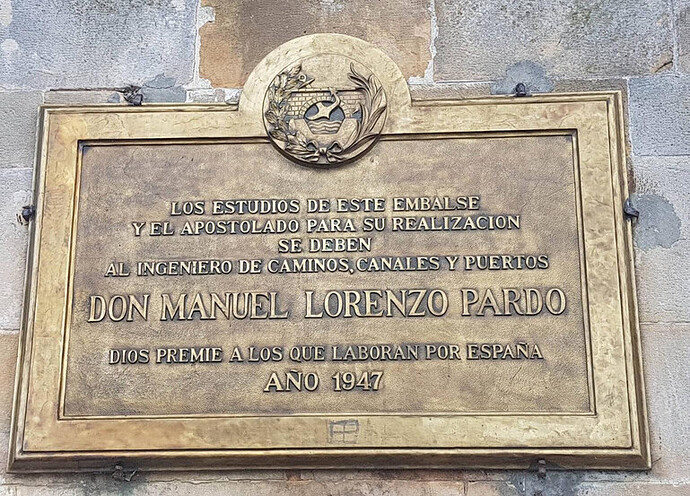 LOS ESTUDIOS DE ESTE EMBALSE
Y EL APOSTOLADO PARA SU REALIZACION
SE DEBEN
AL INGENIERO DE CAMINOS, CANALES Y PUERTOS
DON MANUEL LORENZO PARDO
DIOS PREMIE A LOS QUE LABORAN POR ESPAÑA
AÑO 1947